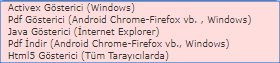 Activex Gösterici (Windows)
Pdf Gösterici (Android Chrome-Firefox vb. , Windows)
Java Gösterici (İnternet Explorer)
Pdf İndir (Android Chrome-Firefox vb., Windows)
Html5 Gösterici (Tüm Tarayıcılarda)